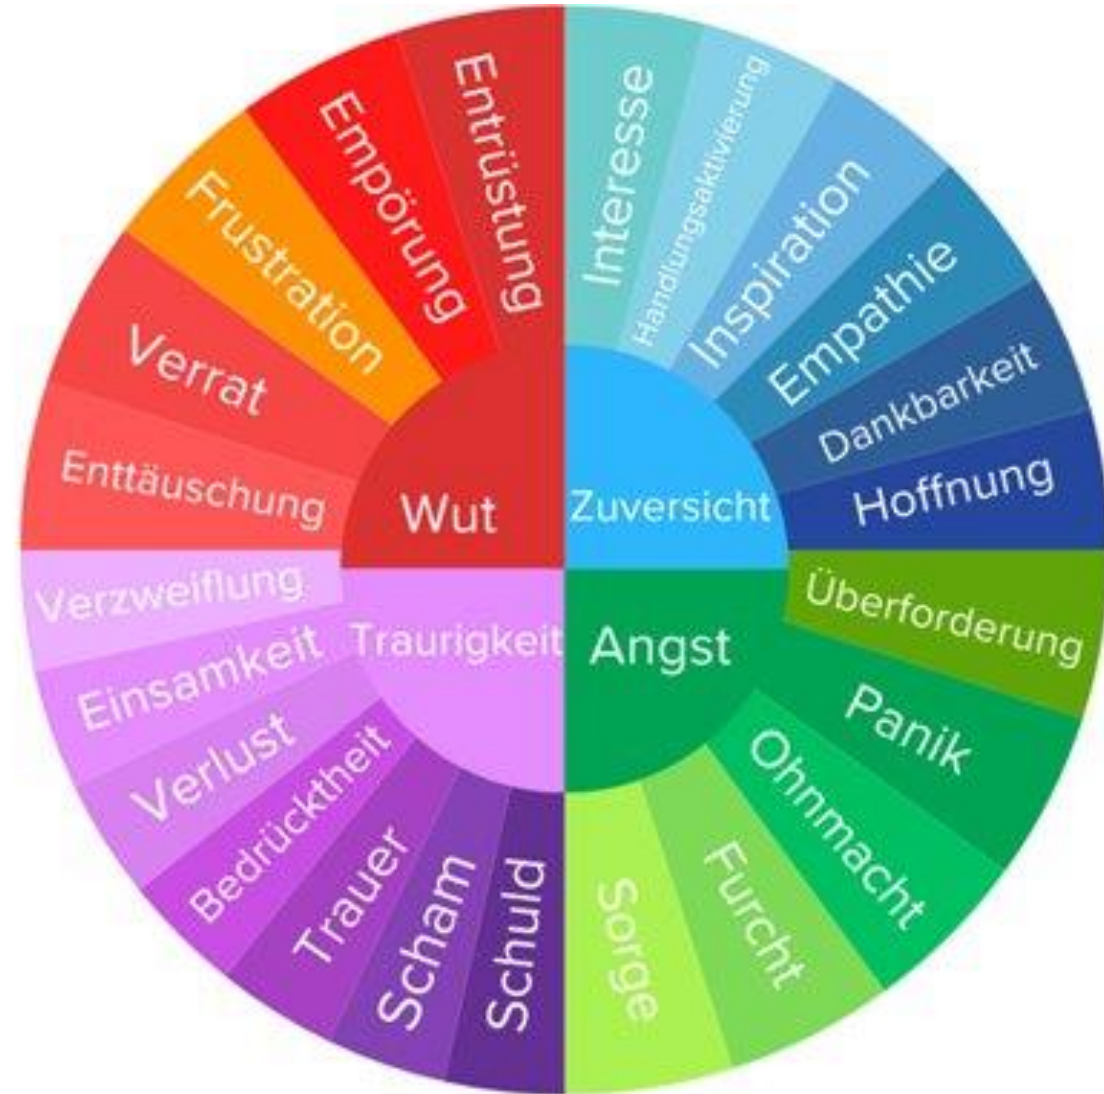 Interesse
Handlungsaktivierung
Inspiration
Empathie
Dankbarkeit
Hoffnung
Zuversicht
Überforderung
Panik
Ohnmacht
Furcht
Sorge
Angst
Schuld
Scham
Trauer
Bedrücktheit
Verlust
Einsamkeit
Verzweiflung
Traurigkeit
Enttäuschung
Verrat
Frustration
Empörung
Entrüstung
Wut